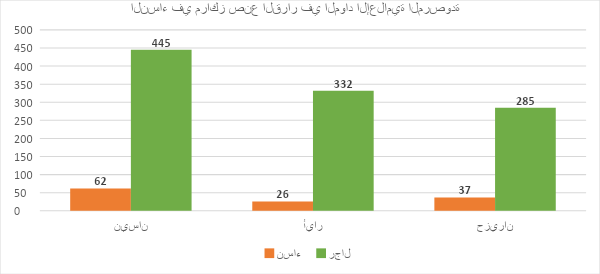 النساء في مراكز صنع القرار في المواد الإعلامية المرصودة
500
450
400
350
300
250
200
150
100
50
0
62
445
26
332
37
285
نيسان
أيار
حزيران
نساء
رجال